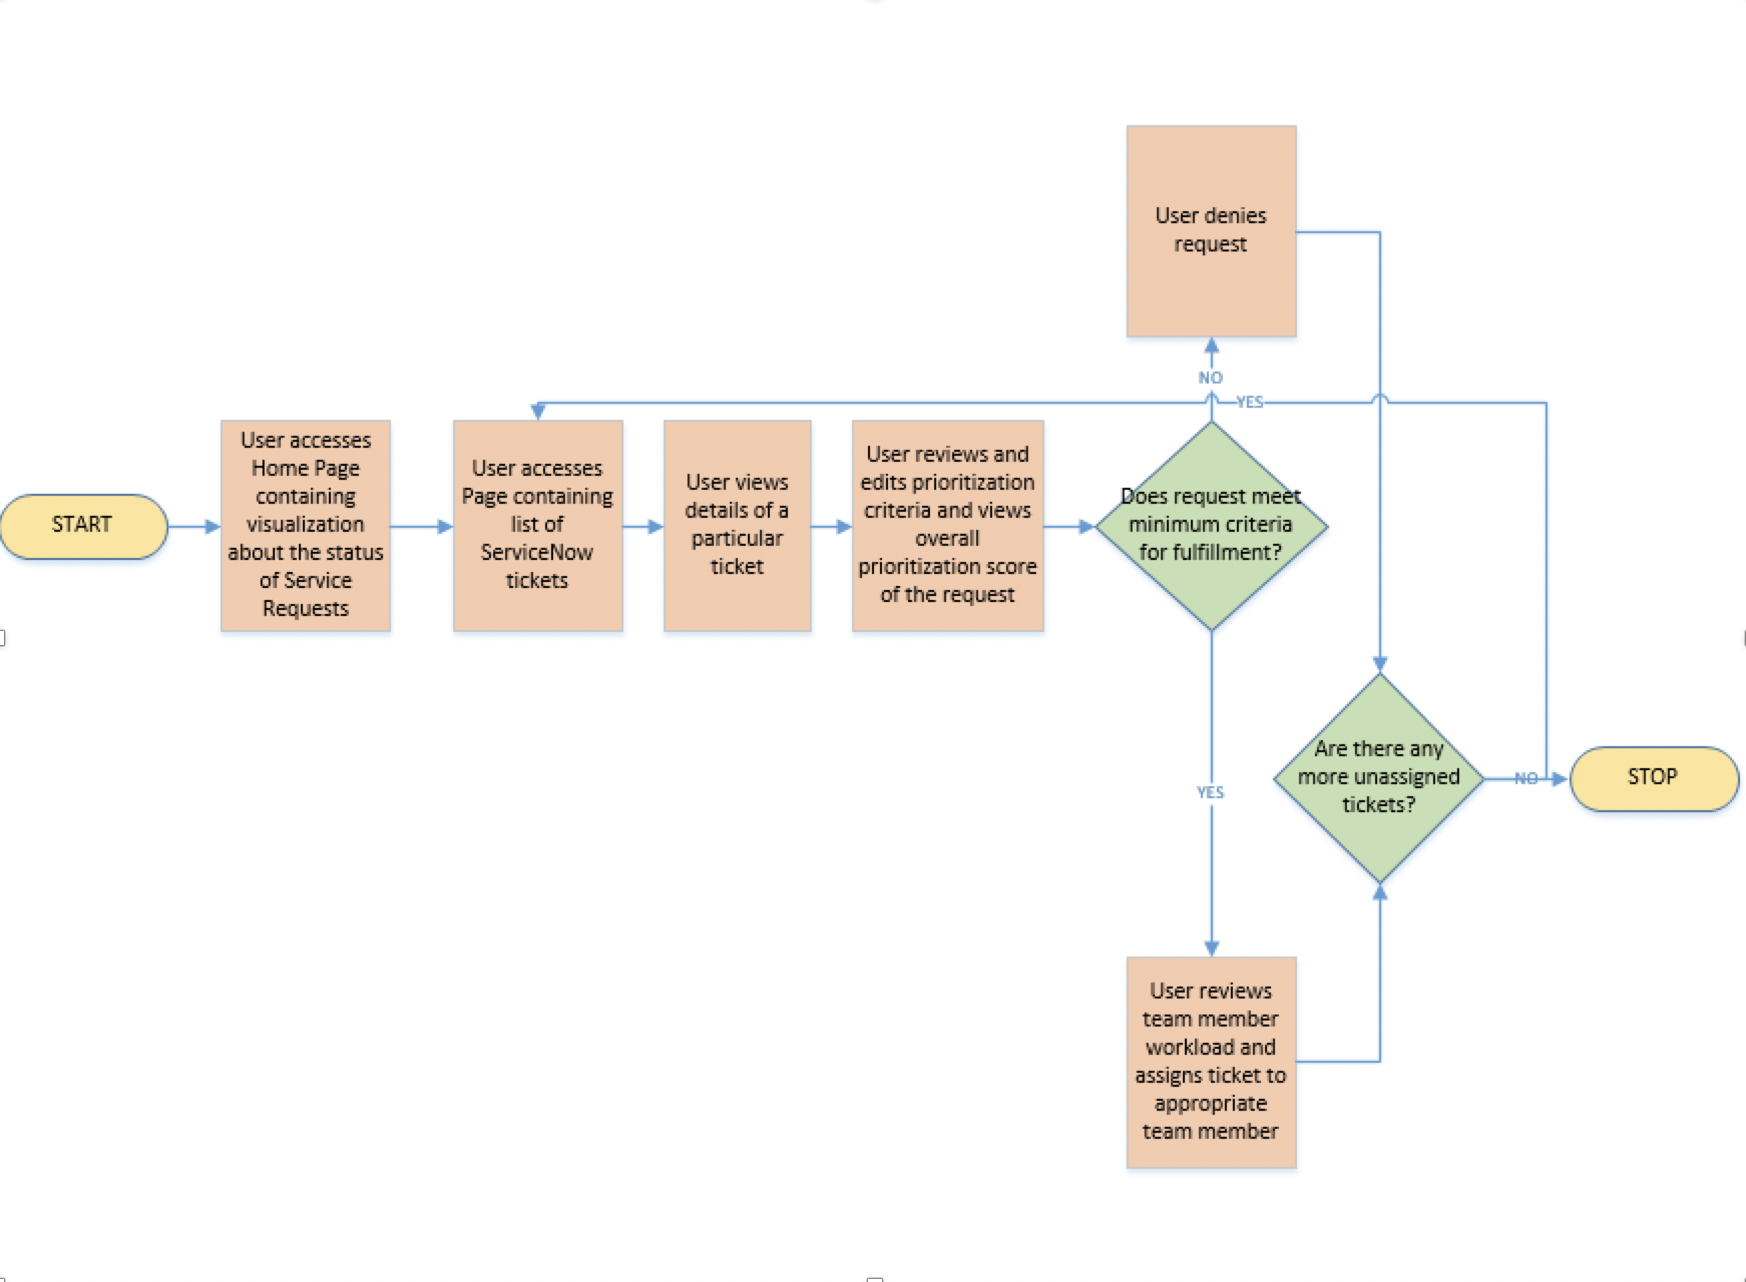 User denies
request
NO
YES
START
User accesses
Home Page
containing
visualization
about the status
of Service
Requests
User accesses
Page containing
list of
ServiceNow
tickets
User views
details of a
particular
ticket
User reviews and
edits prioritization
criteria and views
overall
prioritization score
of the request
Does request meet
minimum criteria
for fulfillment?
YES
Are there any
more unassigned
tickets?
NO
STOP
User reviews
team member
workload and
assigns ticket to
appropriate
team member